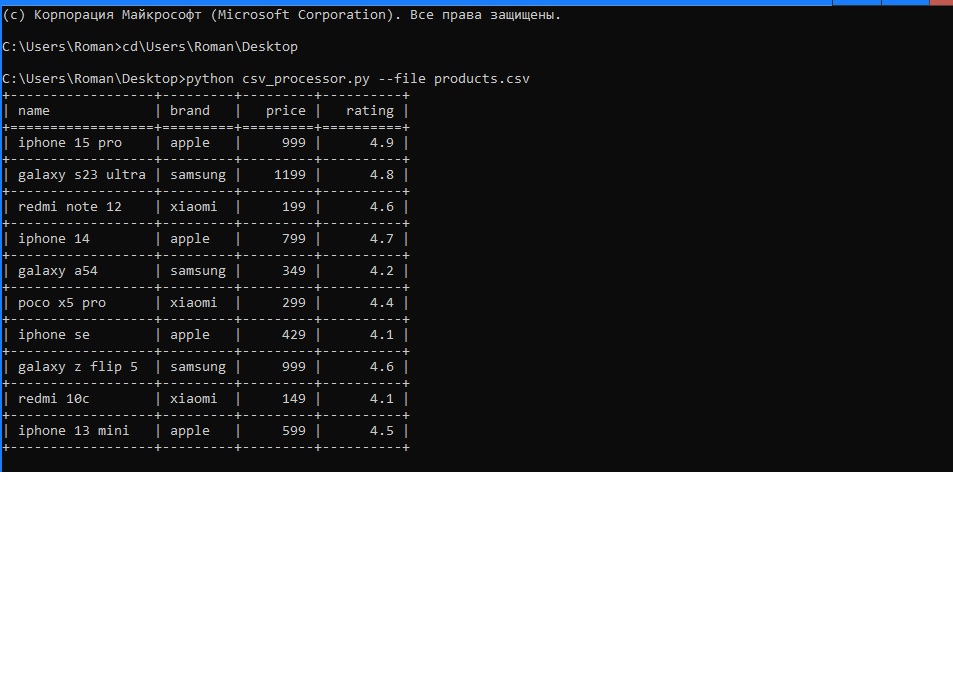 (c) Корпорация Майкрософт (Microsoft Corporation). Все права защищены.
C:\Users\Roman>cd\Users\Roman\Desktop
C:\Users\Roman\Desktop>python csv_processor.py --file products.csv
+------------------+---------+---------+----------+
| name             | brand   |   price |   rating |
+==================+=========+=========+==========+
| iphone 15 pro    | apple   |     999 |      4.9 |
+------------------+---------+---------+----------+
| galaxy s23 ultra | samsung |    1199 |      4.8 |
+------------------+---------+---------+----------+
| redmi note 12    | xiaomi  |     199 |      4.6 |
+------------------+---------+---------+----------+
| iphone 14        | apple   |     799 |      4.7 |
+------------------+---------+---------+----------+
| galaxy a54       | samsung |     349 |      4.2 |
+------------------+---------+---------+----------+
| poco x5 pro      | xiaomi  |     299 |      4.4 |
+------------------+---------+---------+----------+
| iphone se        | apple   |     429 |      4.1 |
+------------------+---------+---------+----------+
| galaxy z flip 5  | samsung |     999 |      4.6 |
+------------------+---------+---------+----------+
| redmi 10c        | xiaomi  |     149 |      4.1 |
+------------------+---------+---------+----------+
| iphone 13 mini   | apple   |     599 |      4.5 |
+------------------+---------+---------+----------+